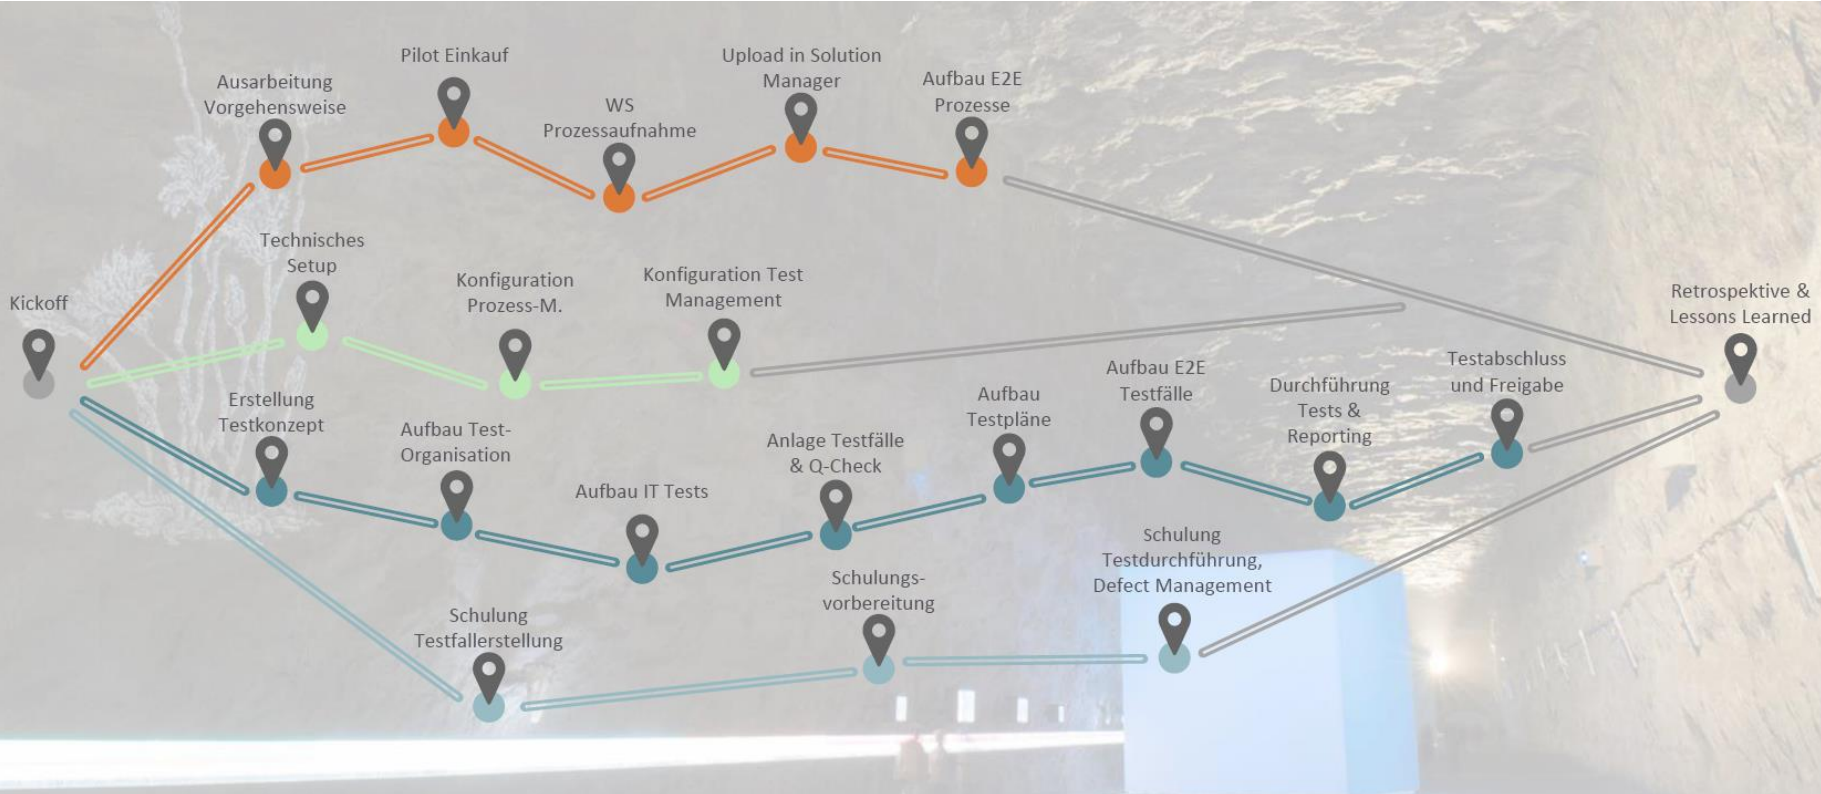 Kickoff
Ausarbeitung
Vorgehensweise
Pilot Einkauf
WS
Prozessaufnahme
Upload in Solution
Manager
Aufbau E2E
Prozesse
Technisches
Setup
Konfiguration
Prozess-M.
Konfiguration Test
Management
Erstellung
Testkonzept
Aufbau Test-
Organisation
Aufbau IT Tests
Anlage Testfälle
& Q-Check
Aufbau
Testpläne
Aufbau E2E
Testfälle
Durchführung
Tests &
Reporting
Testabschluss
und Freigabe
Schulung
Testfallerstellung
Schulungs-
vorbereitung
Schulung
Testdurchführung,
Defect Management
Retrospektive &
Lessons Learned